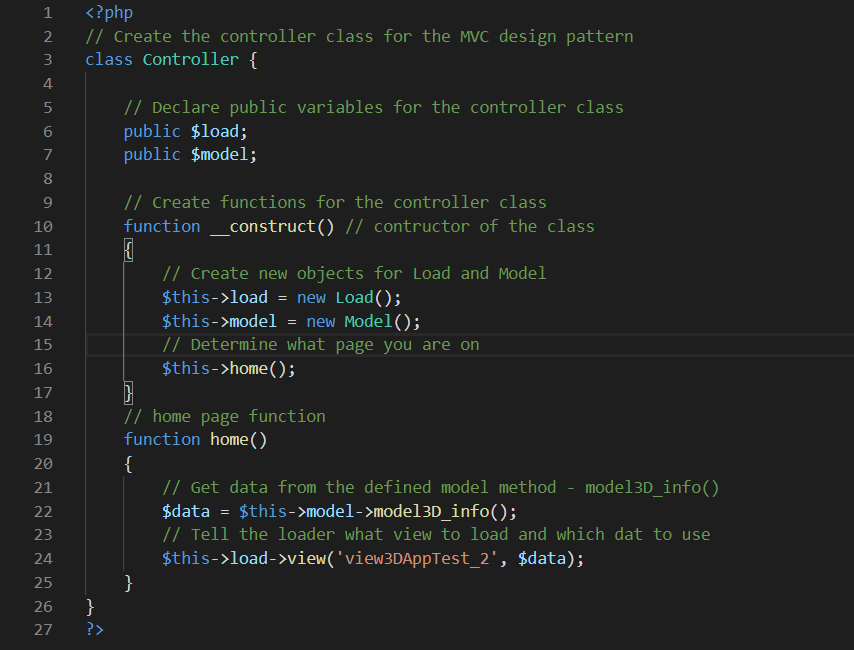 1 <?php
2 // Create the controller class for the MVC design pattern
3 class Controller {
4
5 // Declare public variables for the controller class
6 public $load;
7 public $model;
8
9 // Create functions for the controller class
10 function __construct() // contructor of the class
11 {
12 // Create new objects for Load and Model
13 $this->load = new Load();
14 $this->model = new Model();
15 // Determine what page you are on
16 $this->home();
17 }
18 // home page function
19 function home()
20 {
21 // Get data from the defined model method - model3D_info()
22 $data = $this->model->model3D_info();
23 // Tell the loader what view to load and which dat to use
24 $this->load->view('view3DAppTest_2', $data);
25 }
26 }
27 ?>